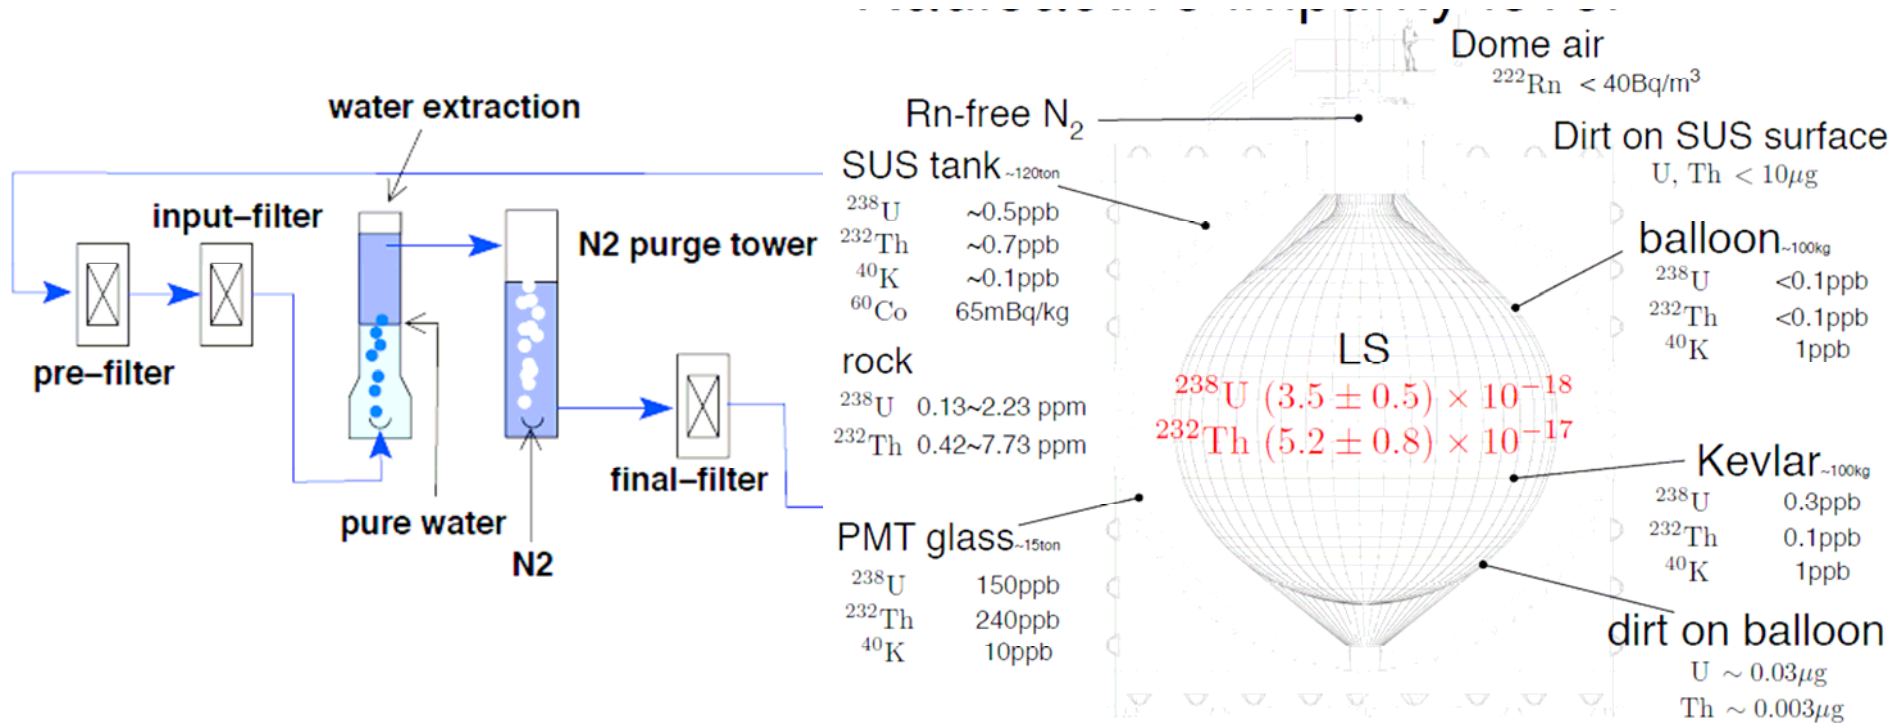 water extraction
input–filter
N2 purge tower
pre–filter
final–filter
pure water
N2
Dome air
²²²Rn < 40Bq/m³
Rn-free N₂
Dirt on SUS surface
U, Th < 10μg
SUS tank ~120ton
²³⁸U ~0.5ppb
²³²Th ~0.7ppb
⁴⁰K ~0.1ppb
⁶⁰Co 65mBq/kg
balloon ~100kg
²³⁸U <0.1ppb
²³²Th <0.1ppb
⁴⁰K 1ppb
rock
²³⁸U 0.13~2.23 ppm
²³²Th 0.42~7.73 ppm
LS
²³⁸U (3.5 ± 0.5) × 10⁻¹⁸
²³²Th (5.2 ± 0.8) × 10⁻¹⁷
Kevlar ~100kg
²³⁸U 0.3ppb
²³²Th 0.1ppb
⁴⁰K 1ppb
PMT glass ~15ton
²³⁸U 150ppb
²³²Th 240ppb
⁴⁰K 10ppb
dirt on balloon
U ~ 0.03μg
Th ~ 0.003μg